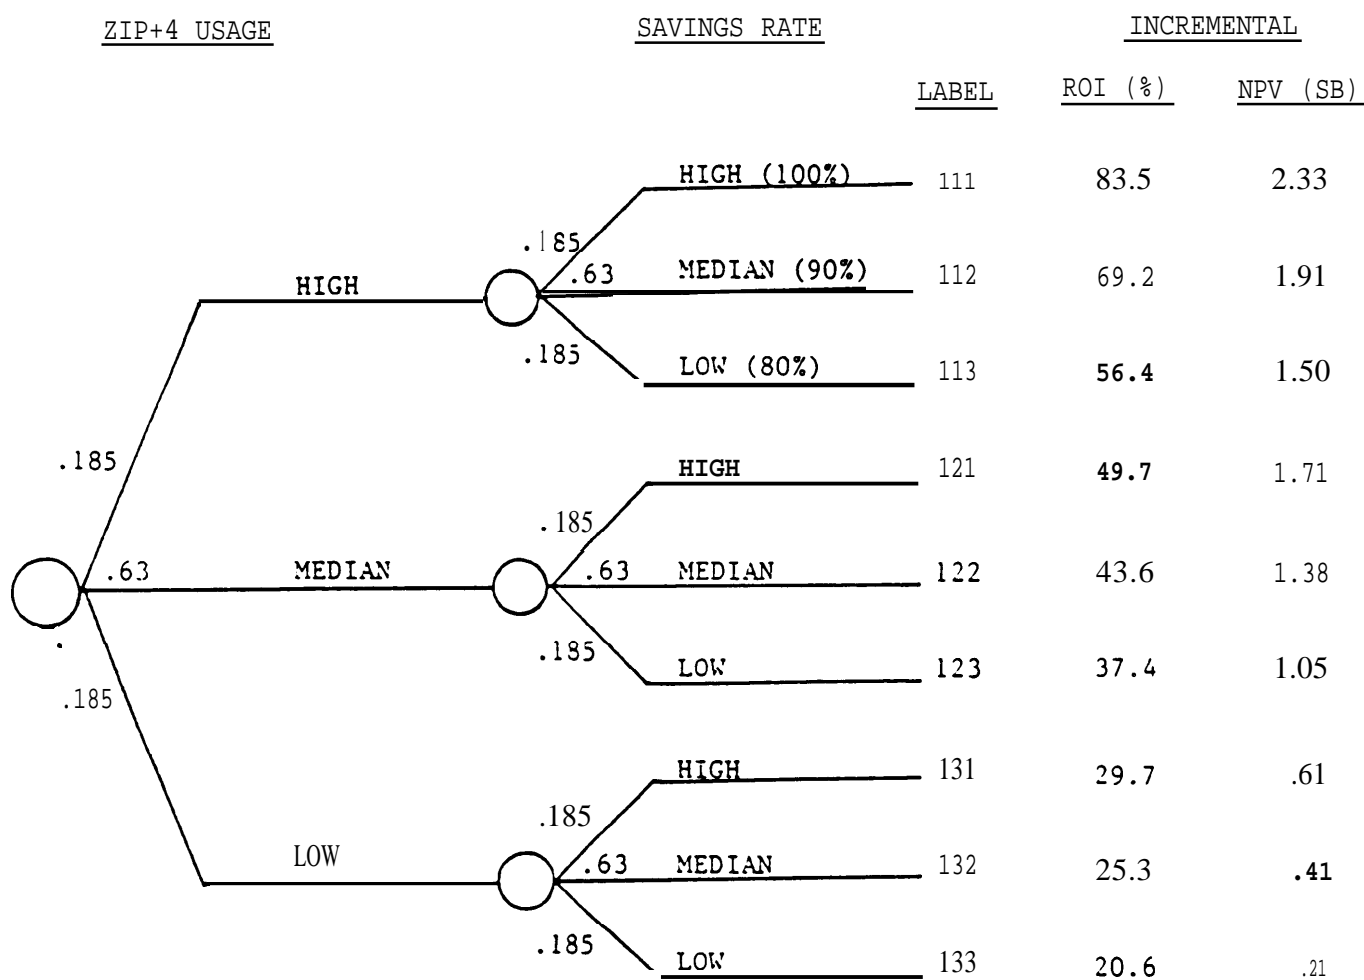 ZIP+4 USAGE SAVINGS RATE INCREMENTAL
LABEL ROI (%) NPV (SB)
HIGH (100%) 111 83.5 2.33
.185
HIGH .63 MEDIAN (90%) 112 69.2 1.91
.185 LOW (80%) 113 56.4 1.50
.185 HIGH 121 49.7 1.71
.185
.63 MEDIAN .63 MEDIAN 122 43.6 1.38
.185 LOW 123 37.4 1.05
.185
HIGH 131 29.7 .61
.185
LOW .63 MEDIAN 132 25.3 .41
.185 LOW 133 20.6 .21